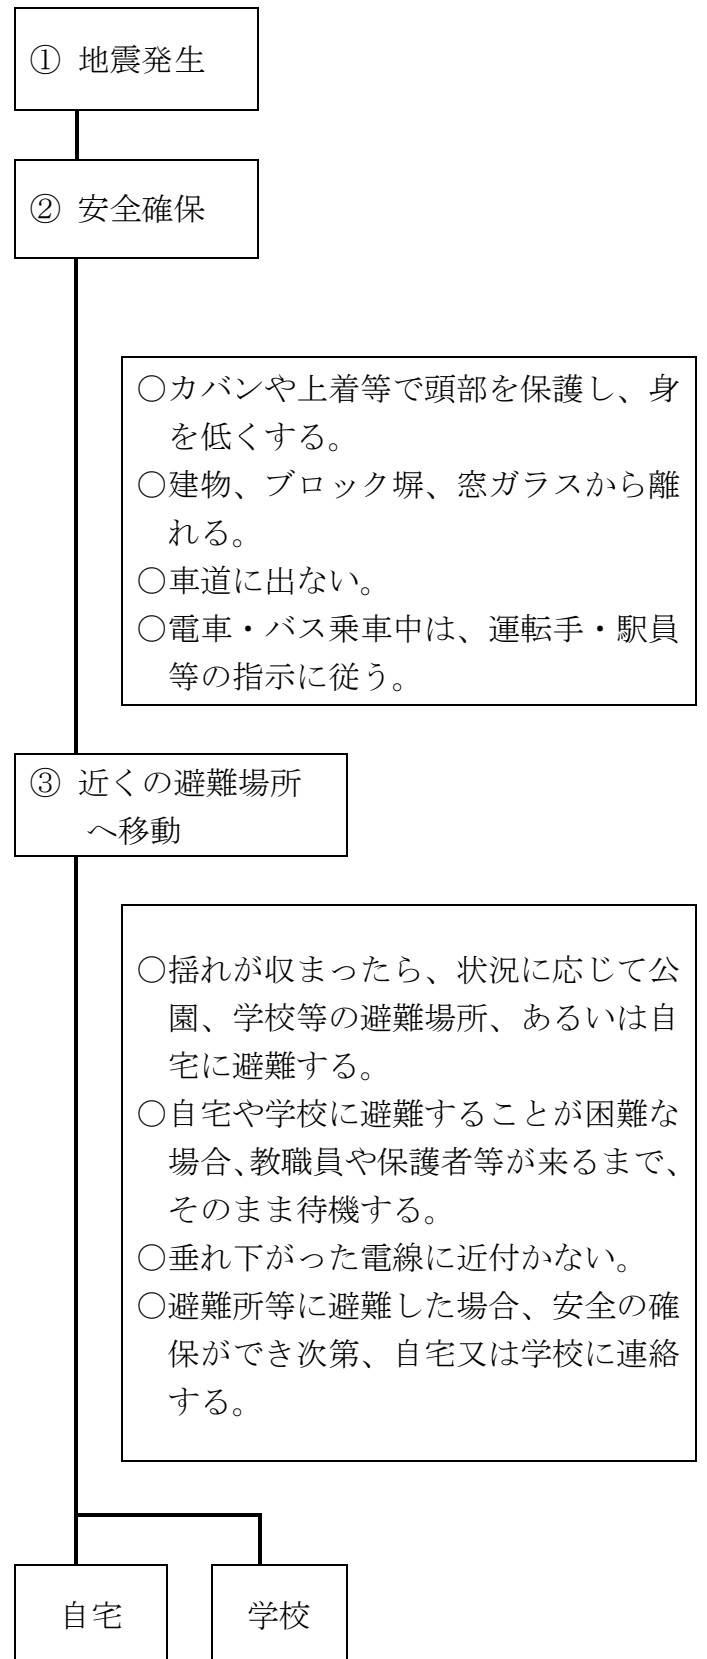 ① 地震発生
② 安全確保
○カバンや上着等で頭部を保護し、身
を低くする。
○建物、ブロック塀、窓ガラスから離
れる。
○車道に出ない。
○電車・バス乗車中は、運転手・駅員
等の指示に従う。
③ 近くの避難場所
へ移動
○揺れが収まったら、状況に応じて公
園、学校等の避難場所、あるいは自
宅に避難する。
○自宅や学校に避難することが困難な
場合、教職員や保護者等が来るまで、
そのまま待機する。
○垂れ下がった電線に近付かない。
○避難所等に避難した場合、安全の確
保ができ次第、自宅又は学校に連絡
する。
自宅
学校